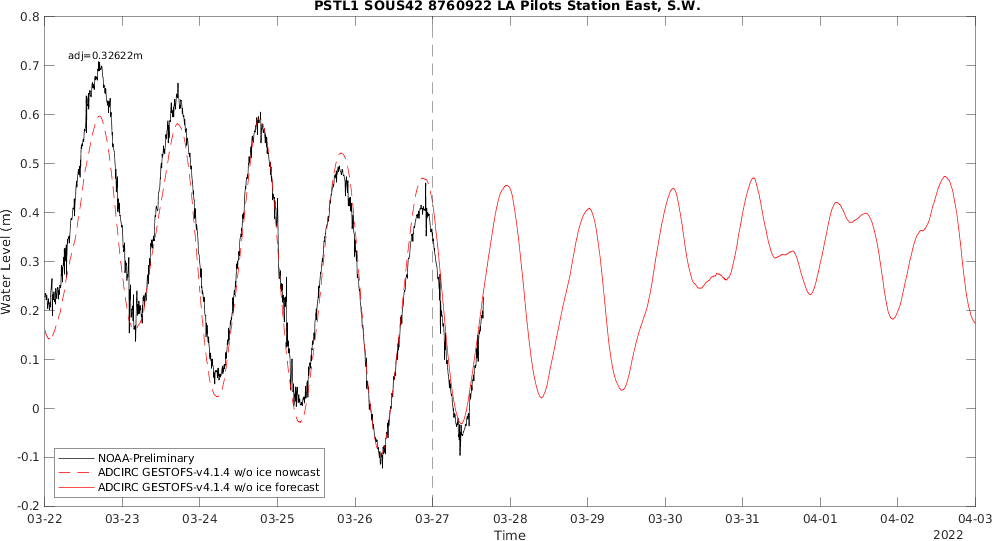 PSTL1 SOUS42 8760922 LA Pilots Station East, S.W.
adj=0.32622m
0.8
0.7
0.6
0.5
0.4
0.3
0.2
0.1
0
-0.1
-0.2
Water Level (m)
NOAA-Preliminary
ADCIRC GESTOFS-v4.1.4 w/o ice nowcast
ADCIRC GESTOFS-v4.1.4 w/o ice forecast
03-22 03-23 03-24 03-25 03-26 03-27 03-28 03-29 03-30 03-31 04-01 04-02 04-03
Time
2022